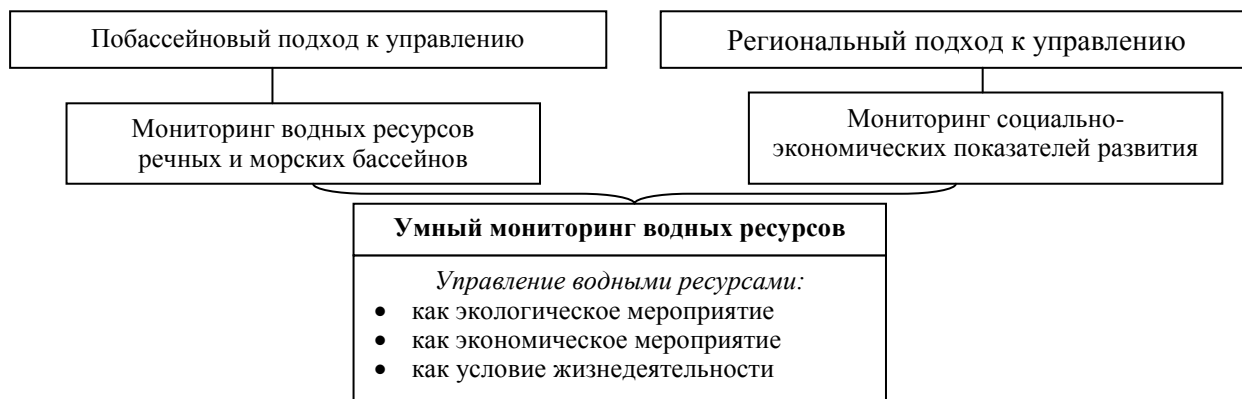 Побассейновый подход к управлению
Региональный подход к управлению
Мониторинг водных ресурсов
речных и морских бассейнов
Мониторинг социально-
экономических показателей развития
Умный мониторинг водных ресурсов
Управление водными ресурсами:
• как экологическое мероприятие
• как экономическое мероприятие
• как условие жизнедеятельности